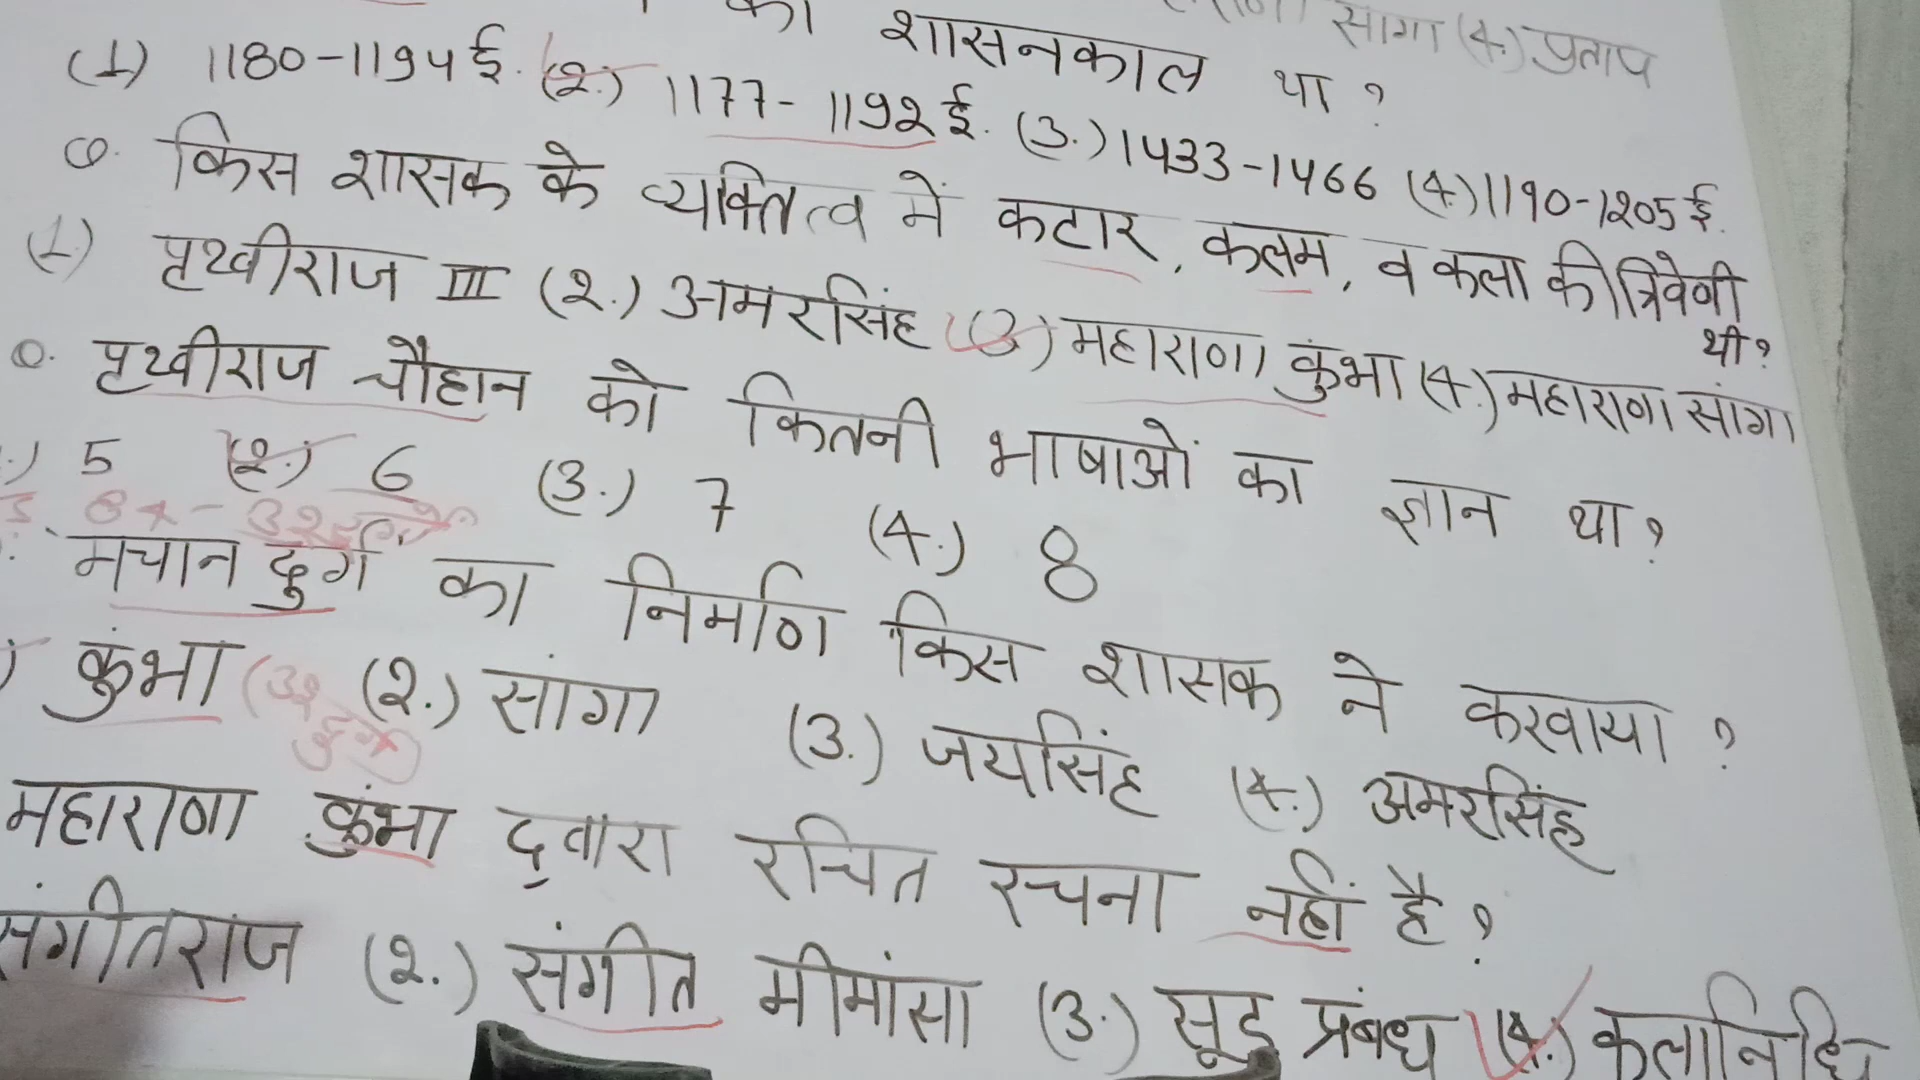 सागा (4.) प्रताप
का शासनकाल था ?
(1) 1180-1194 ई. (2.) 1177-1192 ई. (3.) 1433-1466 (4.) 1190-1205 ई.
किस शासक के व्यक्तित्व में कटार, कलम, व कला की त्रिवेणी थी?
(1) पृथ्वीराज III (2.) अमरसिंह (3) महाराणा कुंभा (4.) महाराणा सांगा
पृथ्वीराज चौहान को कितनी भाषाओं का ज्ञान था ?
5 (2.) 6 (3.) 7 (4.) 8
मचान दुर्ग का निर्माण किस शासक ने करवाया ?
कुंभा (2.) सांगा (3.) जयसिंह (4.) अमरसिंह
महाराणा कुंभा द्वारा रचित रचना नहीं है ?
संगीतराज (2.) संगीत मीमांसा (3.) सूड प्रबंध (4.) कलानिधि